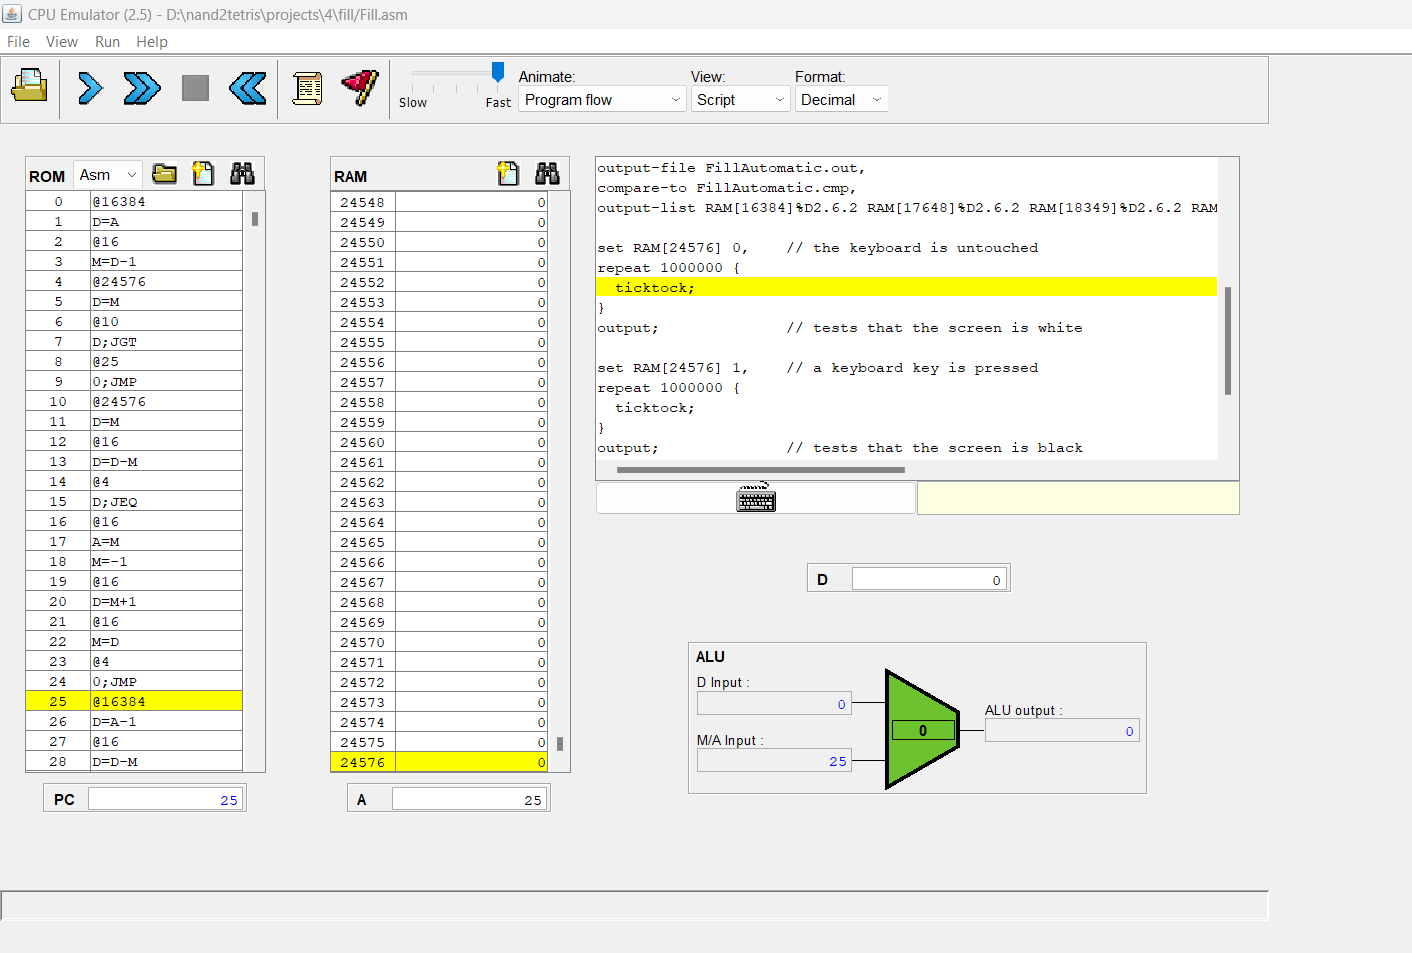 CPU Emulator (2.5) - D:\nand2tetris\projects\4\fill/Fill.asm
File View Run Help
Slow Fast
Animate:
Program flow
View:
Script
Format:
Decimal
ROM Asm
0 @16384
1 D=A
2 @16
3 M=D-1
4 @24576
5 D=M
6 @10
7 D;JGT
8 @25
9 0;JMP
10 @24576
11 D=M
12 @16
13 D=D-M
14 @4
15 D;JEQ
16 @16
17 A=M
18 M=-1
19 @16
20 D=M+1
21 @16
22 M=D
23 @4
24 0;JMP
25 @16384
26 D=A-1
27 @16
28 D=D-M
PC 25
RAM
24548 0
24549 0
24550 0
24551 0
24552 0
24553 0
24554 0
24555 0
24556 0
24557 0
24558 0
24559 0
24560 0
24561 0
24562 0
24563 0
24564 0
24565 0
24566 0
24567 0
24568 0
24569 0
24570 0
24571 0
24572 0
24573 0
24574 0
24575 0
24576 0
A 25
output-file FillAutomatic.out,
compare-to FillAutomatic.cmp,
output-list RAM[16384]%D2.6.2 RAM[17648]%D2.6.2 RAM[18349]%D2.6.2 RAM
set RAM[24576] 0, // the keyboard is untouched
repeat 1000000 {
ticktock;
}
output; // tests that the screen is white
set RAM[24576] 1, // a keyboard key is pressed
repeat 1000000 {
ticktock;
}
output; // tests that the screen is black
D 0
ALU
D Input :
0
M/A Input :
25
0
ALU output :
0